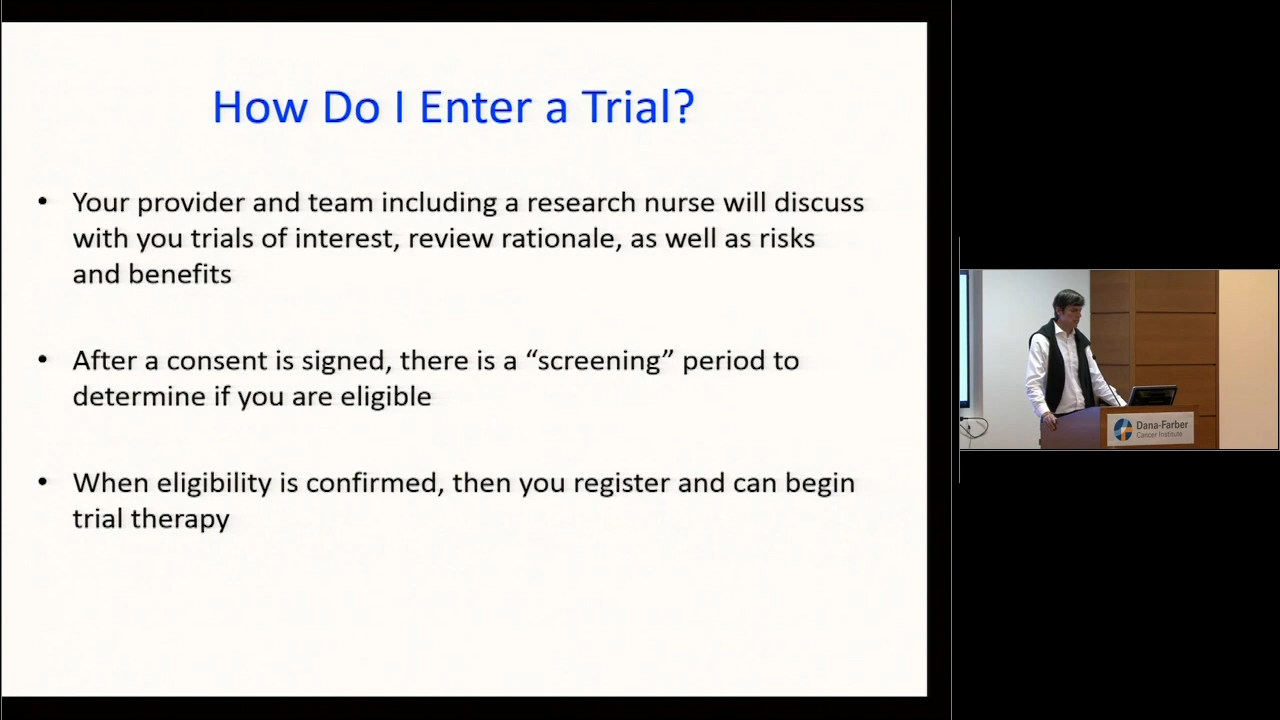 How Do I Enter a Trial?
• Your provider and team including a research nurse will discuss
with you trials of interest, review rationale, as well as risks
and benefits
• After a consent is signed, there is a “screening” period to
determine if you are eligible
• When eligibility is confirmed, then you register and can begin
trial therapy
Dana-Farber
Cancer Institute